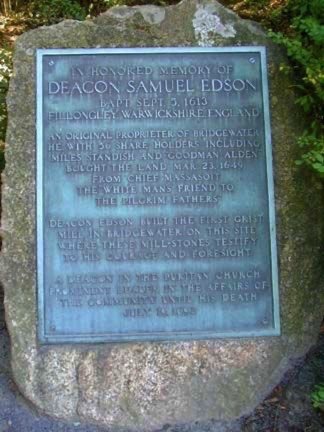 IN HONORED MEMORY OF
DEACON SAMUEL EDSON
BAPT. SEPT. 5, 1613
FILLONGLEY, WARWICKSHIRE, ENGLAND
AN ORIGINAL PROPRIETER OF BRIDGEWATER
HE WITH 56 SHARE HOLDERS INCLUDING
MILES STANDISH AND GOODMAN ALDEN
BOUGHT THE LAND MAR. 23, 1649
FROM CHIEF MASSASOIT
THE WHITE MANS FRIEND TO
THE PILGRIM FATHERS
DEACON EDSON BUILT THE FIRST GRIST
MILL IN BRIDGEWATER ON THIS SITE
WHERE THESE MILL-STONES TESTIFY
TO HIS COURAGE AND FORESIGHT
A DEACON IN THE PURITAN CHURCH
PROMINENT LEADER IN THE AFFAIRS OF
THE COMMUNITY UNTIL HIS DEATH
JULY